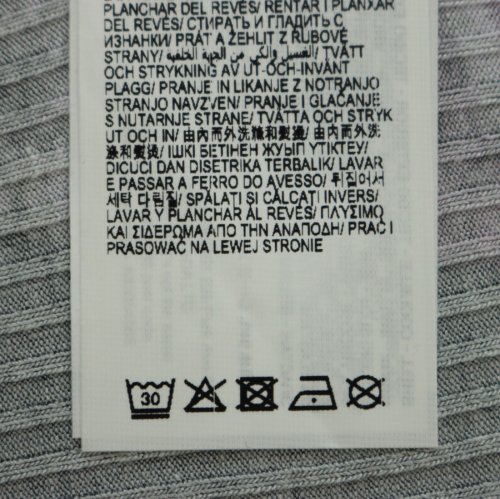 PLANCHAR DEL REVÉS/ RENTAR I PLANXAR
DEL REVÉS/ СТИРАТЬ И ГЛАДИТЬ С
ИЗНАНКИ/ PRÁT A ŽEHLIT Z RUBOVÉ
STRANY/ الغسيل والكي من الجهة الخلفية/ TVÄTT
OCH STRYKNING AV UT-OCH-INVÄNT
PLAGG/ PRANJE IN LIKANJE Z NOTRANJO
STRANJO NAVZVEN/ PRANJE I GLAČANJE
S NUTARNJE STRANE/ TVÄTTA OCH STRYK
UT OCH IN/ 由內而外洗滌和熨燙/ 由内而外洗
涤和熨烫/ ІШКІ БЕТІНЕН ЖУЫП ҮТІКТЕУ/
DICUCI DAN DISETRIKA TERBALIK/ LAVAR
E PASSAR A FERRO DO AVESSO/ 뒤집어서
세탁 다림질/ SPĂLAȚI ȘI CĂLCAȚI INVERS/
LAVAR Y PLANCHAR AL REVÉS/ ΠΛΥΣΙΜΟ
ΚΑΙ ΣΙΔΕΡΩΜΑ ΑΠΟ ΤΗΝ ΑΝΑΠΟΔΗ/ PRAĆ I
PRASOWAĆ NA LEWEJ STRONIE
30